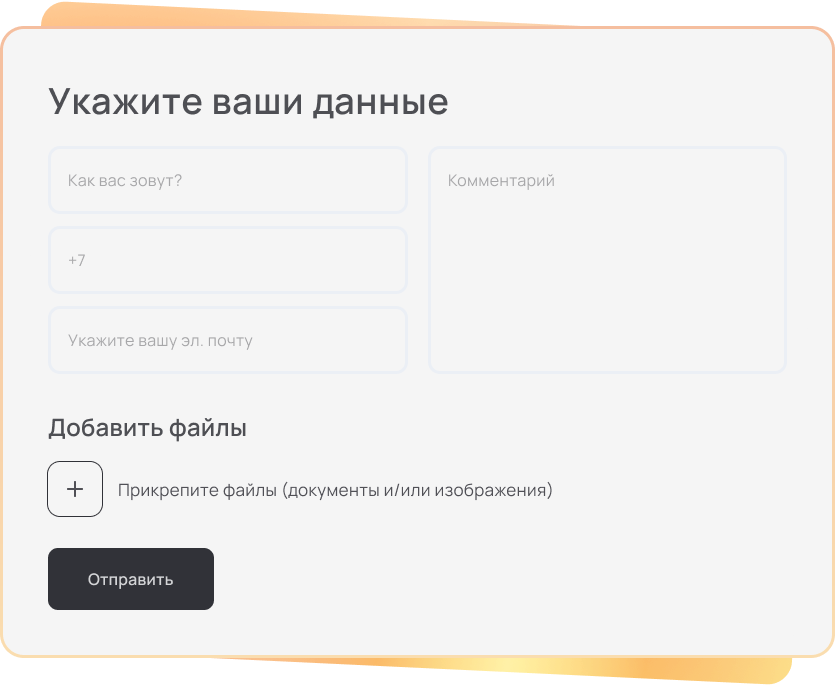 Укажите ваши данные
Как вас зовут?
+7
Укажите вашу эл. почту
Комментарий
Добавить файлы
Прикрепите файлы (документы и/или изображения)
Отправить